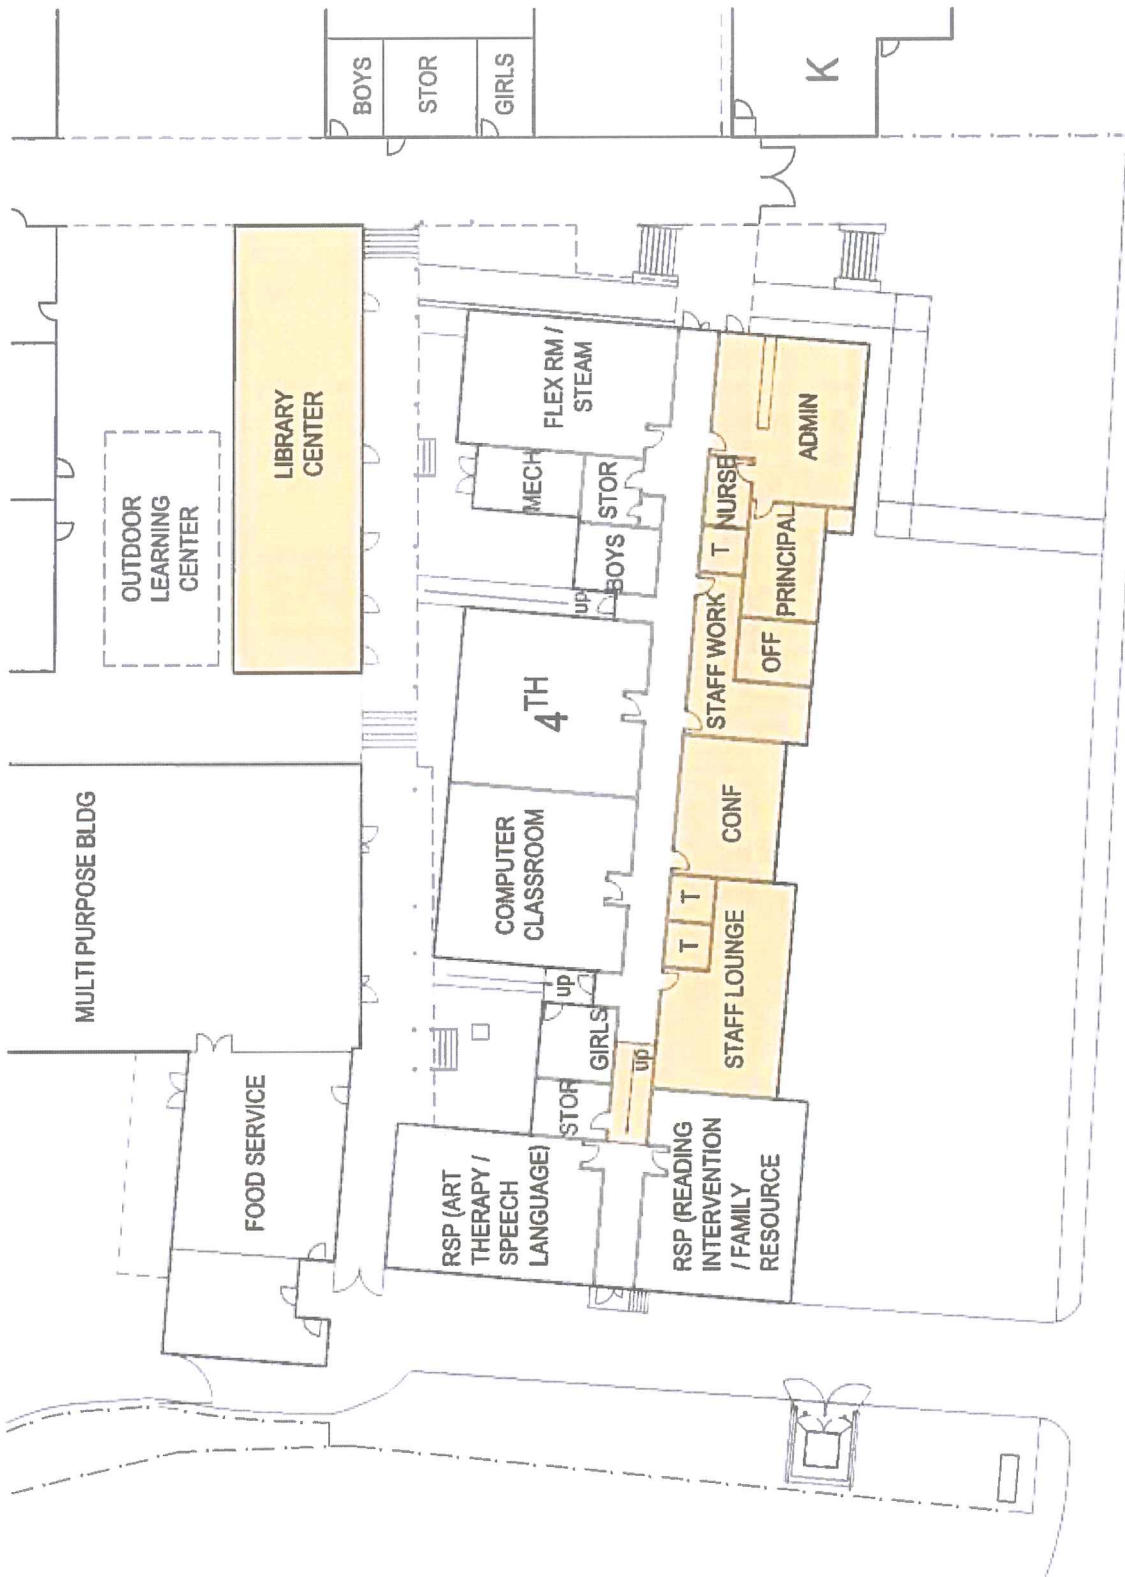 MULTI PURPOSE BLDG
OUTDOOR
LEARNING
CENTER
BOYS
STOR
GIRLS
LIBRARY
CENTER
FOOD SERVICE
K
RSP (ART
THERAPY /
SPEECH
LANGUAGE)
STOR
GIRLS
up
up
COMPUTER
CLASSROOM
4TH
up
BOYS
MECH
STOR
FLEX RM /
STEAM
RSP (READING
INTERVENTION
/ FAMILY
RESOURCE
STAFF LOUNGE
T
T
CONF
STAFF WORK
OFF
T
NURSE
PRINCIPAL
ADMIN